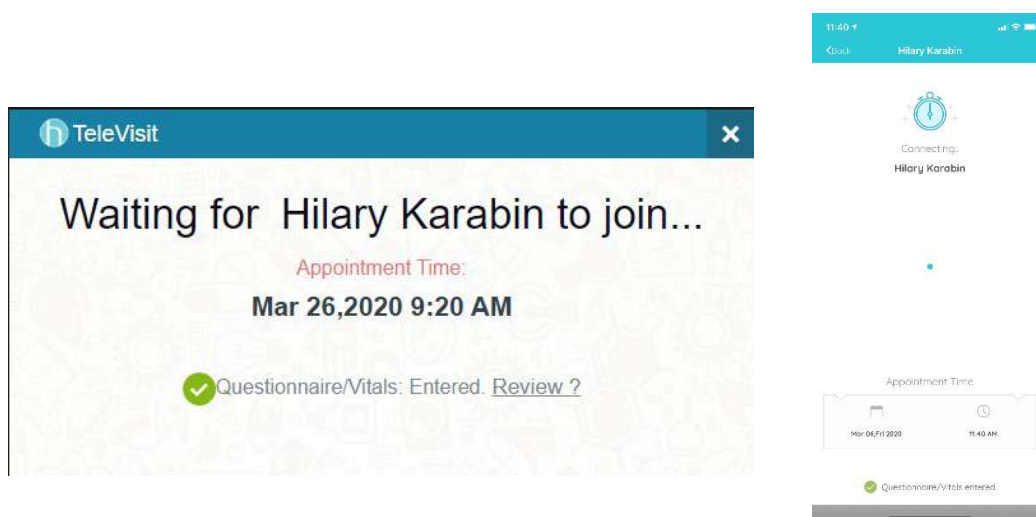 TeleVisit
Waiting for Hilary Karabin to join...
Appointment Time:
Mar 26,2020 9:20 AM
Questionnaire/Vitals: Entered. Review ?
11:40
Back Hilary Karabin
Connecting..
Hilary Karabin
Appointment Time
Mar 06,Fri 2020 11:40 AM
Questionnaire/Vitals entered